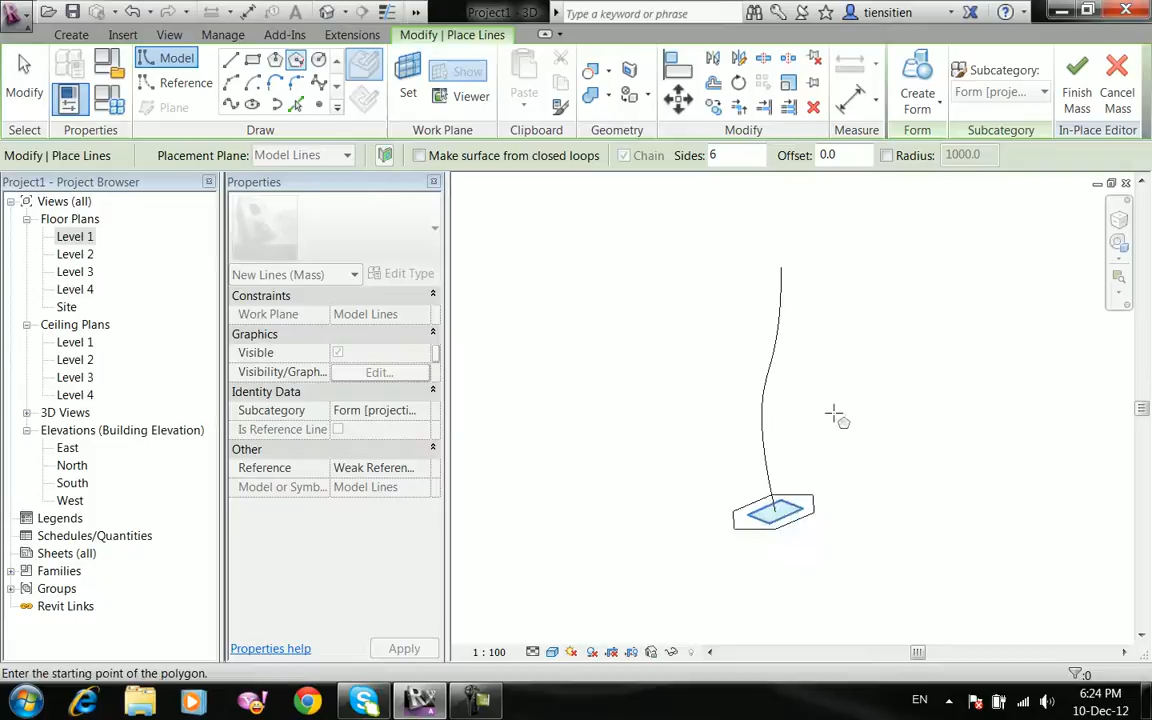 Project1 - 3D
Type a keyword or phrase
tiensitien
Create Insert View Manage Add-Ins Extensions Modify | Place Lines
Model
Reference
Plane
Modify
Set
Show
Viewer
Paste
Create
Form
Subcategory:
Form [proje...
Finish
Mass
Cancel
Mass
Select Properties Draw Work Plane Clipboard Geometry Modify Measure Form Subcategory In-Place Editor
Modify | Place Lines Placement Plane: Model Lines Make surface from closed loops Chain Sides: 6 Offset: 0.0 Radius: 1000.0
Project1 - Project Browser
Views (all)
Floor Plans
Level 1
Level 2
Level 3
Level 4
Site
Ceiling Plans
Level 1
Level 2
Level 3
Level 4
3D Views
Elevations (Building Elevation)
East
North
South
West
Legends
Schedules/Quantities
Sheets (all)
Families
Groups
Revit Links
Properties
New Lines (Mass)
Edit Type
Constraints
Work Plane Model Lines
Graphics
Visible
Visibility/Graph... Edit...
Identity Data
Subcategory Form [projecti...
Is Reference Line
Other
Reference Weak Referen...
Model or Symb... Model Lines
Properties help
Apply
1 : 100
Enter the starting point of the polygon.
:0
EN
6:24 PM
10-Dec-12